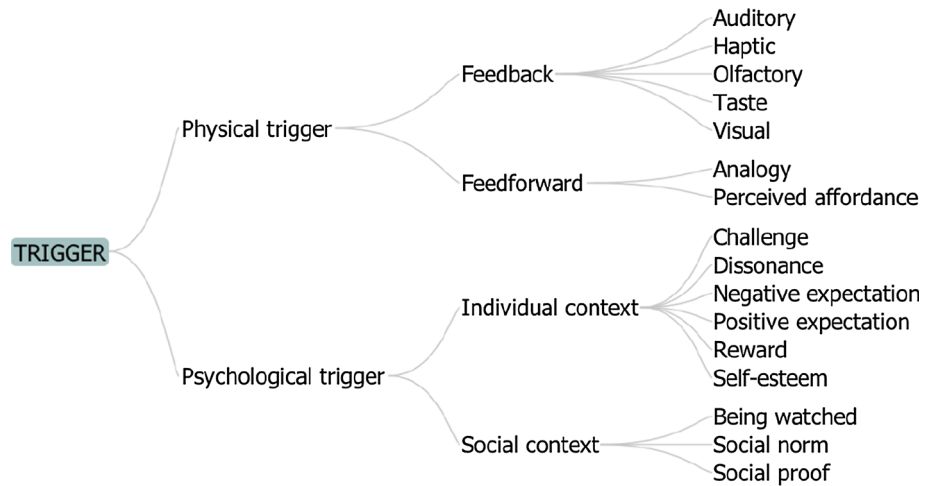 TRIGGER
Physical trigger
Feedback
Auditory
Haptic
Olfactory
Taste
Visual
Feedforward
Analogy
Perceived affordance
Psychological trigger
Individual context
Challenge
Dissonance
Negative expectation
Positive expectation
Reward
Self-esteem
Social context
Being watched
Social norm
Social proof